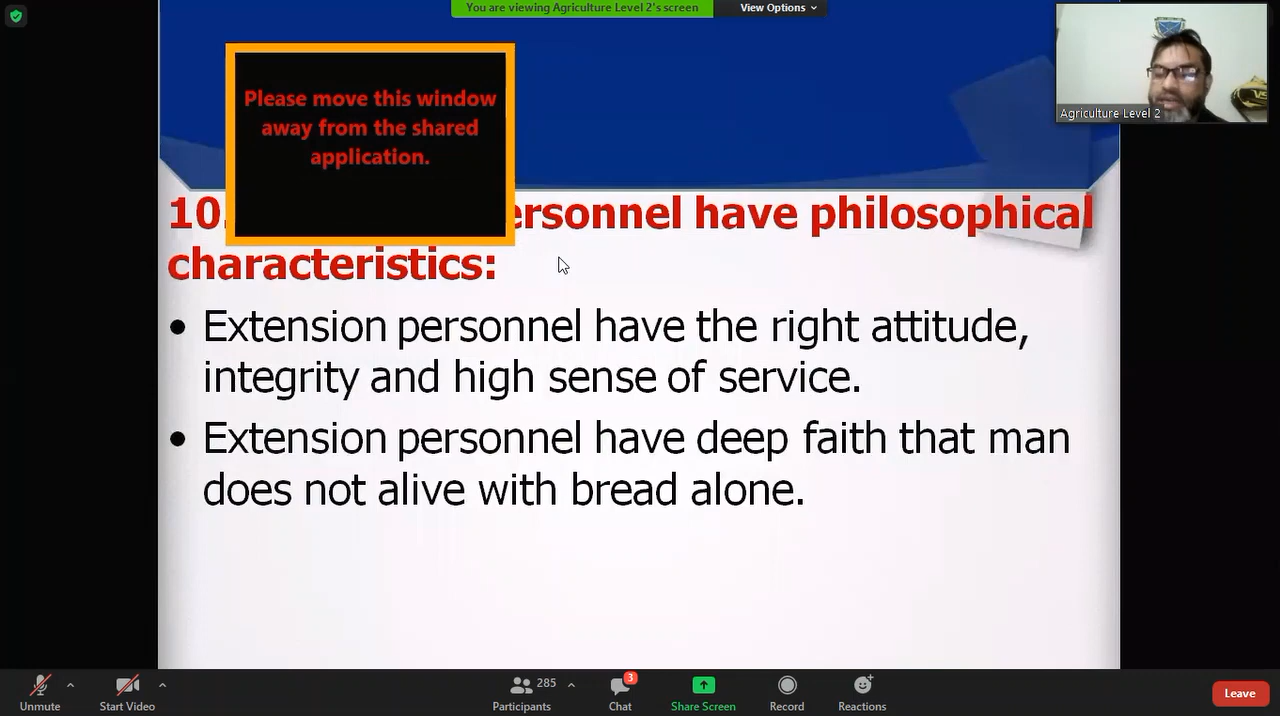 You are viewing Agriculture Level 2's screen
View Options
Agriculture Level 2
Please move this window
away from the shared
application.
10. ersonnel have philosophical
characteristics:
• Extension personnel have the right attitude,
integrity and high sense of service.
• Extension personnel have deep faith that man
does not alive with bread alone.
Unmute
Start Video
285
Participants
3
Chat
Share Screen
Record
Reactions
Leave